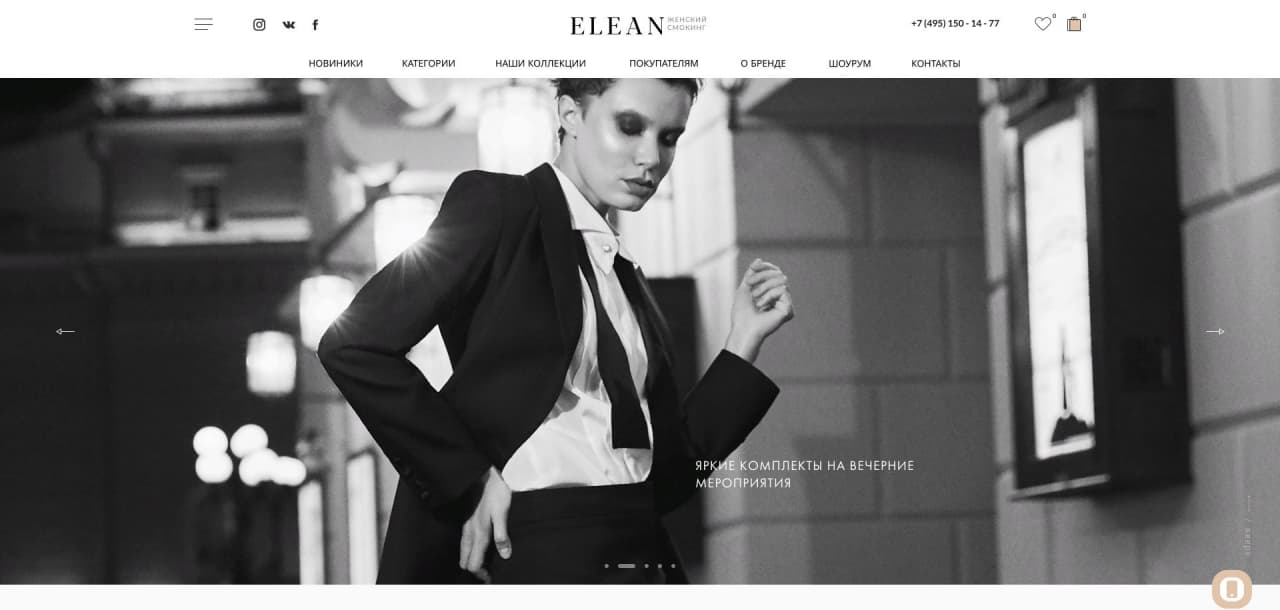 ELEAN
ЖЕНСКИЙ
СМОКИНГ
+7 (495) 150 - 14 - 77
0
0
НОВИНИКИ КАТЕГОРИИ НАШИ КОЛЛЕКЦИИ ПОКУПАТЕЛЯМ О БРЕНДЕ ШОУРУМ КОНТАКТЫ
ЯРКИЕ КОМПЛЕКТЫ НА ВЕЧЕРНИЕ
МЕРОПРИЯТИЯ